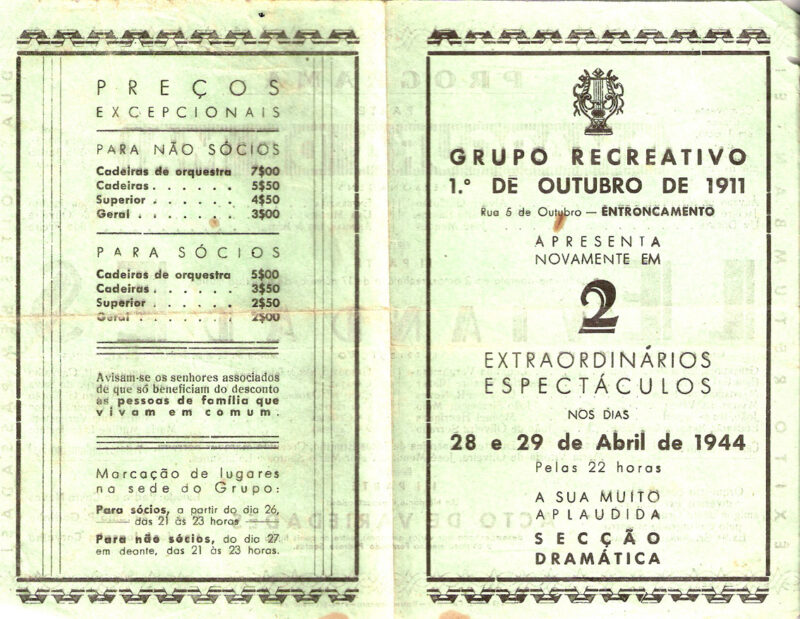 PREÇOS
EXCEPCIONAIS
PARA NÃO SÓCIOS
Cadeiras de orquestra 7$00
Cadeiras. . . . . . . 5$50
Superior . . . . . . 4$50
Geral . . . . . . . . 3$00
PARA SÓCIOS
Cadeiras de orquestra 5$00
Cadeiras. . . . . . . 3$50
Superior . . . . . . 2$50
Geral . . . . . . . . 2$00
Avisam-se os senhores associados
de que só beneficiam do desconto
as pessoas de família que
vivam em comum.
Marcação de lugares
na sede do Grupo:
Para sócios, a partir do dia 26,
das 21 às 23 horas
Para não sócios, do dia 27
em deante, das 21 às 23 horas.
GRUPO RECREATIVO
1.º DE OUTUBRO DE 1911
Rua 5 de Outubro — ENTRONCAMENTO
APRESENTA
NOVAMENTE EM
2
EXTRAORDINÁRIOS
ESPECTÁCULOS
NOS DIAS
28 e 29 de Abril de 1944
Pelas 22 horas
A SUA MUITO
APLAUDIDA
SECÇÃO
DRAMÁTICA